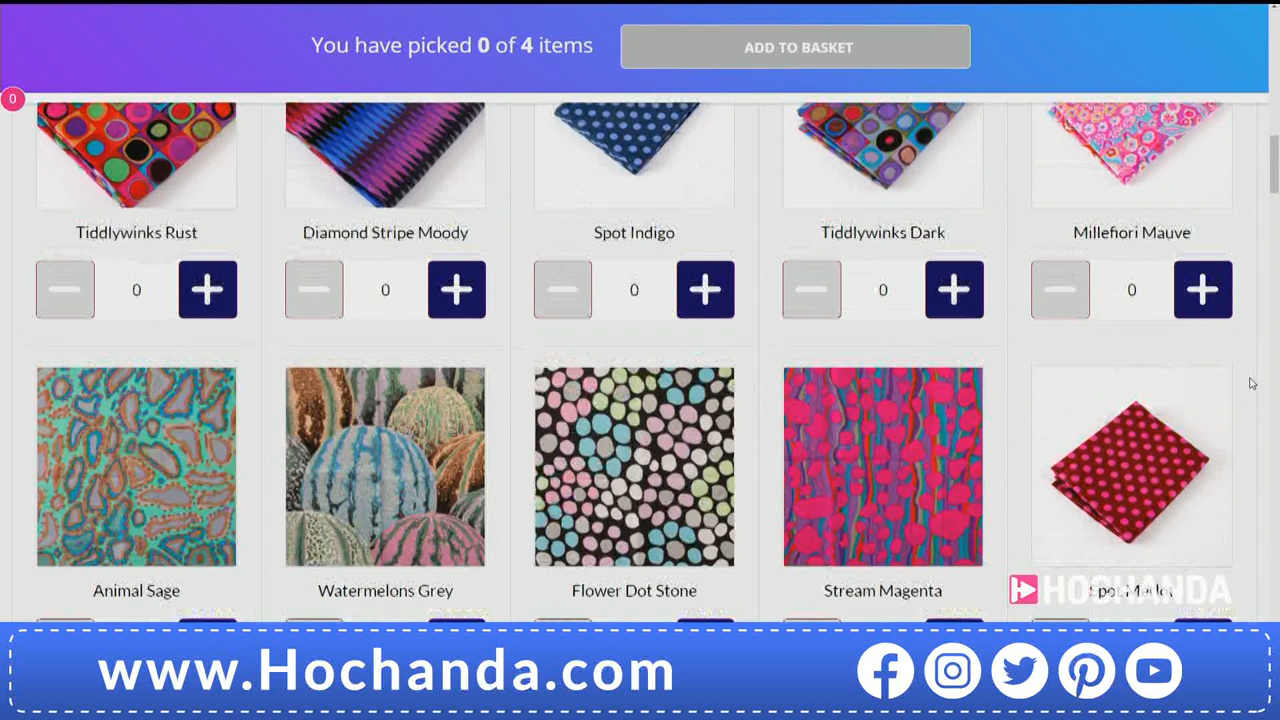 You have picked 0 of 4 items
ADD TO BASKET
0
Tiddlywinks Rust
Diamond Stripe Moody
Spot Indigo
Tiddlywinks Dark
Millefiori Mauve
0
0
0
0
0
Animal Sage
Watermelons Grey
Flower Dot Stone
Stream Magenta
Spot
HOCHANDA
www.Hochanda.com